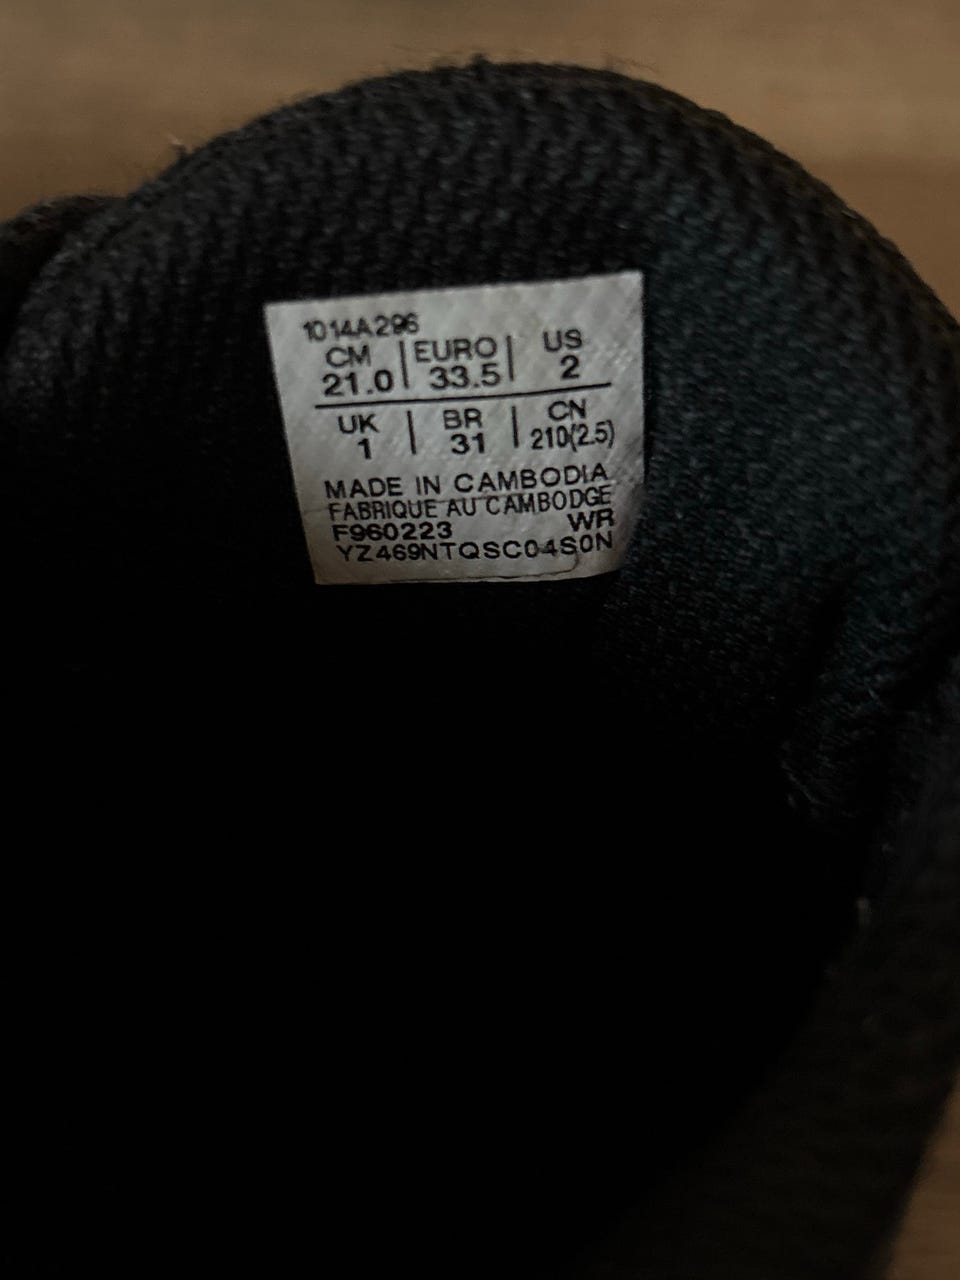 1014A296
CM | EURO | US
21.0 | 33.5 | 2
UK | BR | CN
1 | 31 | 210(2.5)
MADE IN CAMBODIA
FABRIQUE AU CAMBODGE
F960223 WR
YZ469NTQSC04S0N